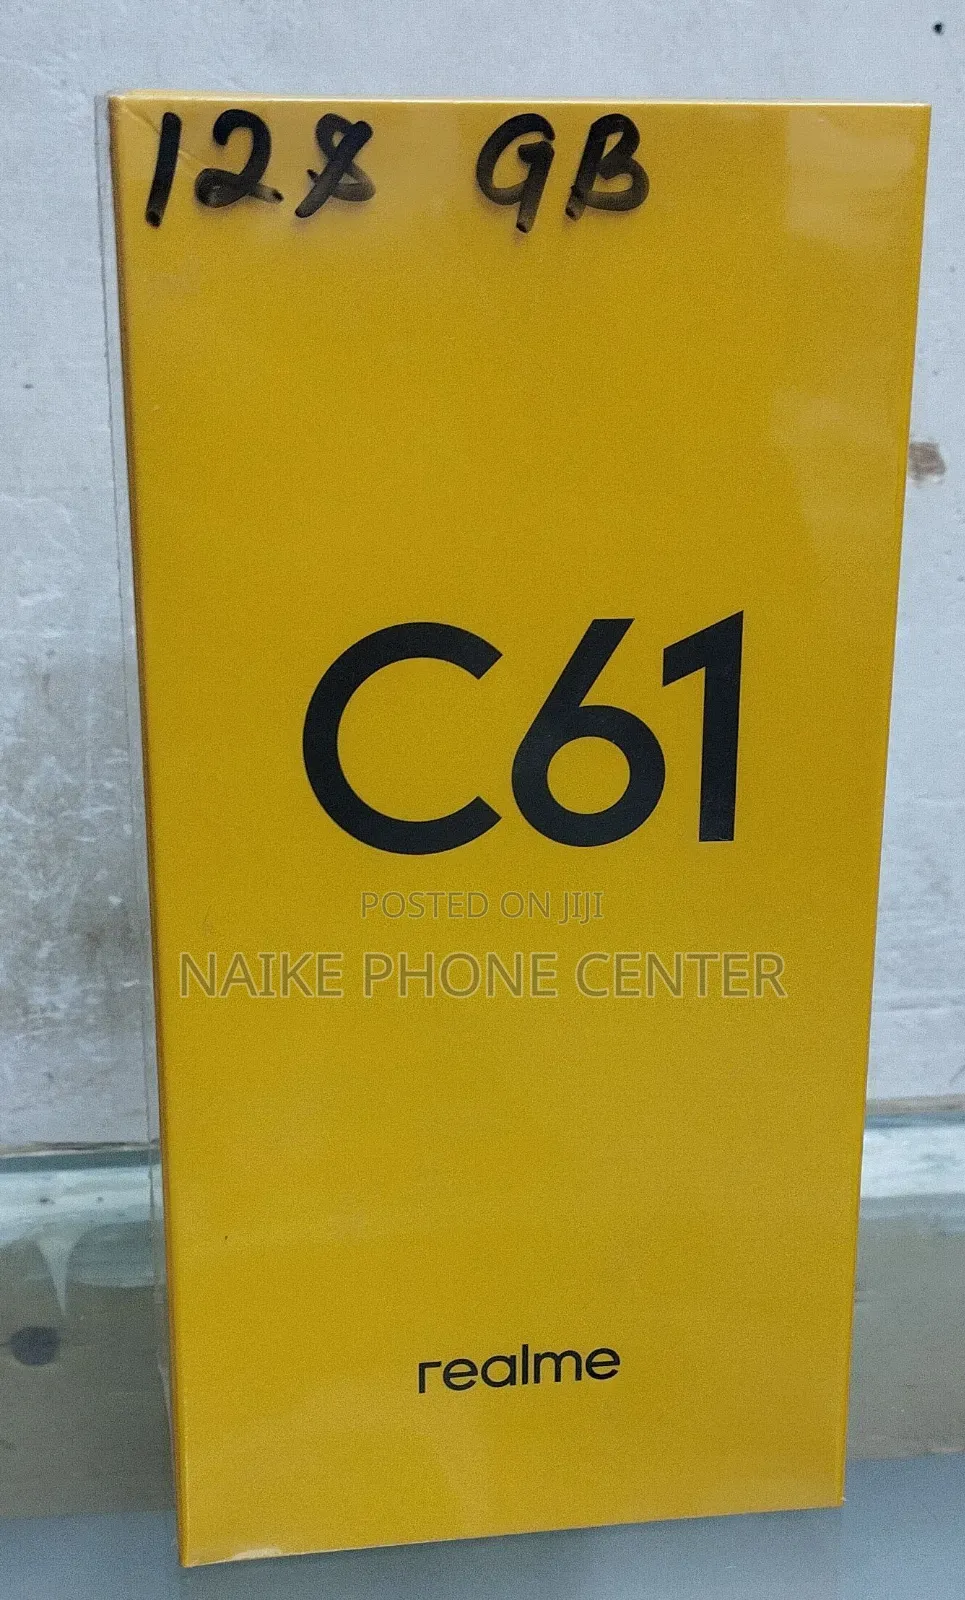 128 GB
C61
POSTED ON JIJI
NAIKE PHONE CENTER
realme